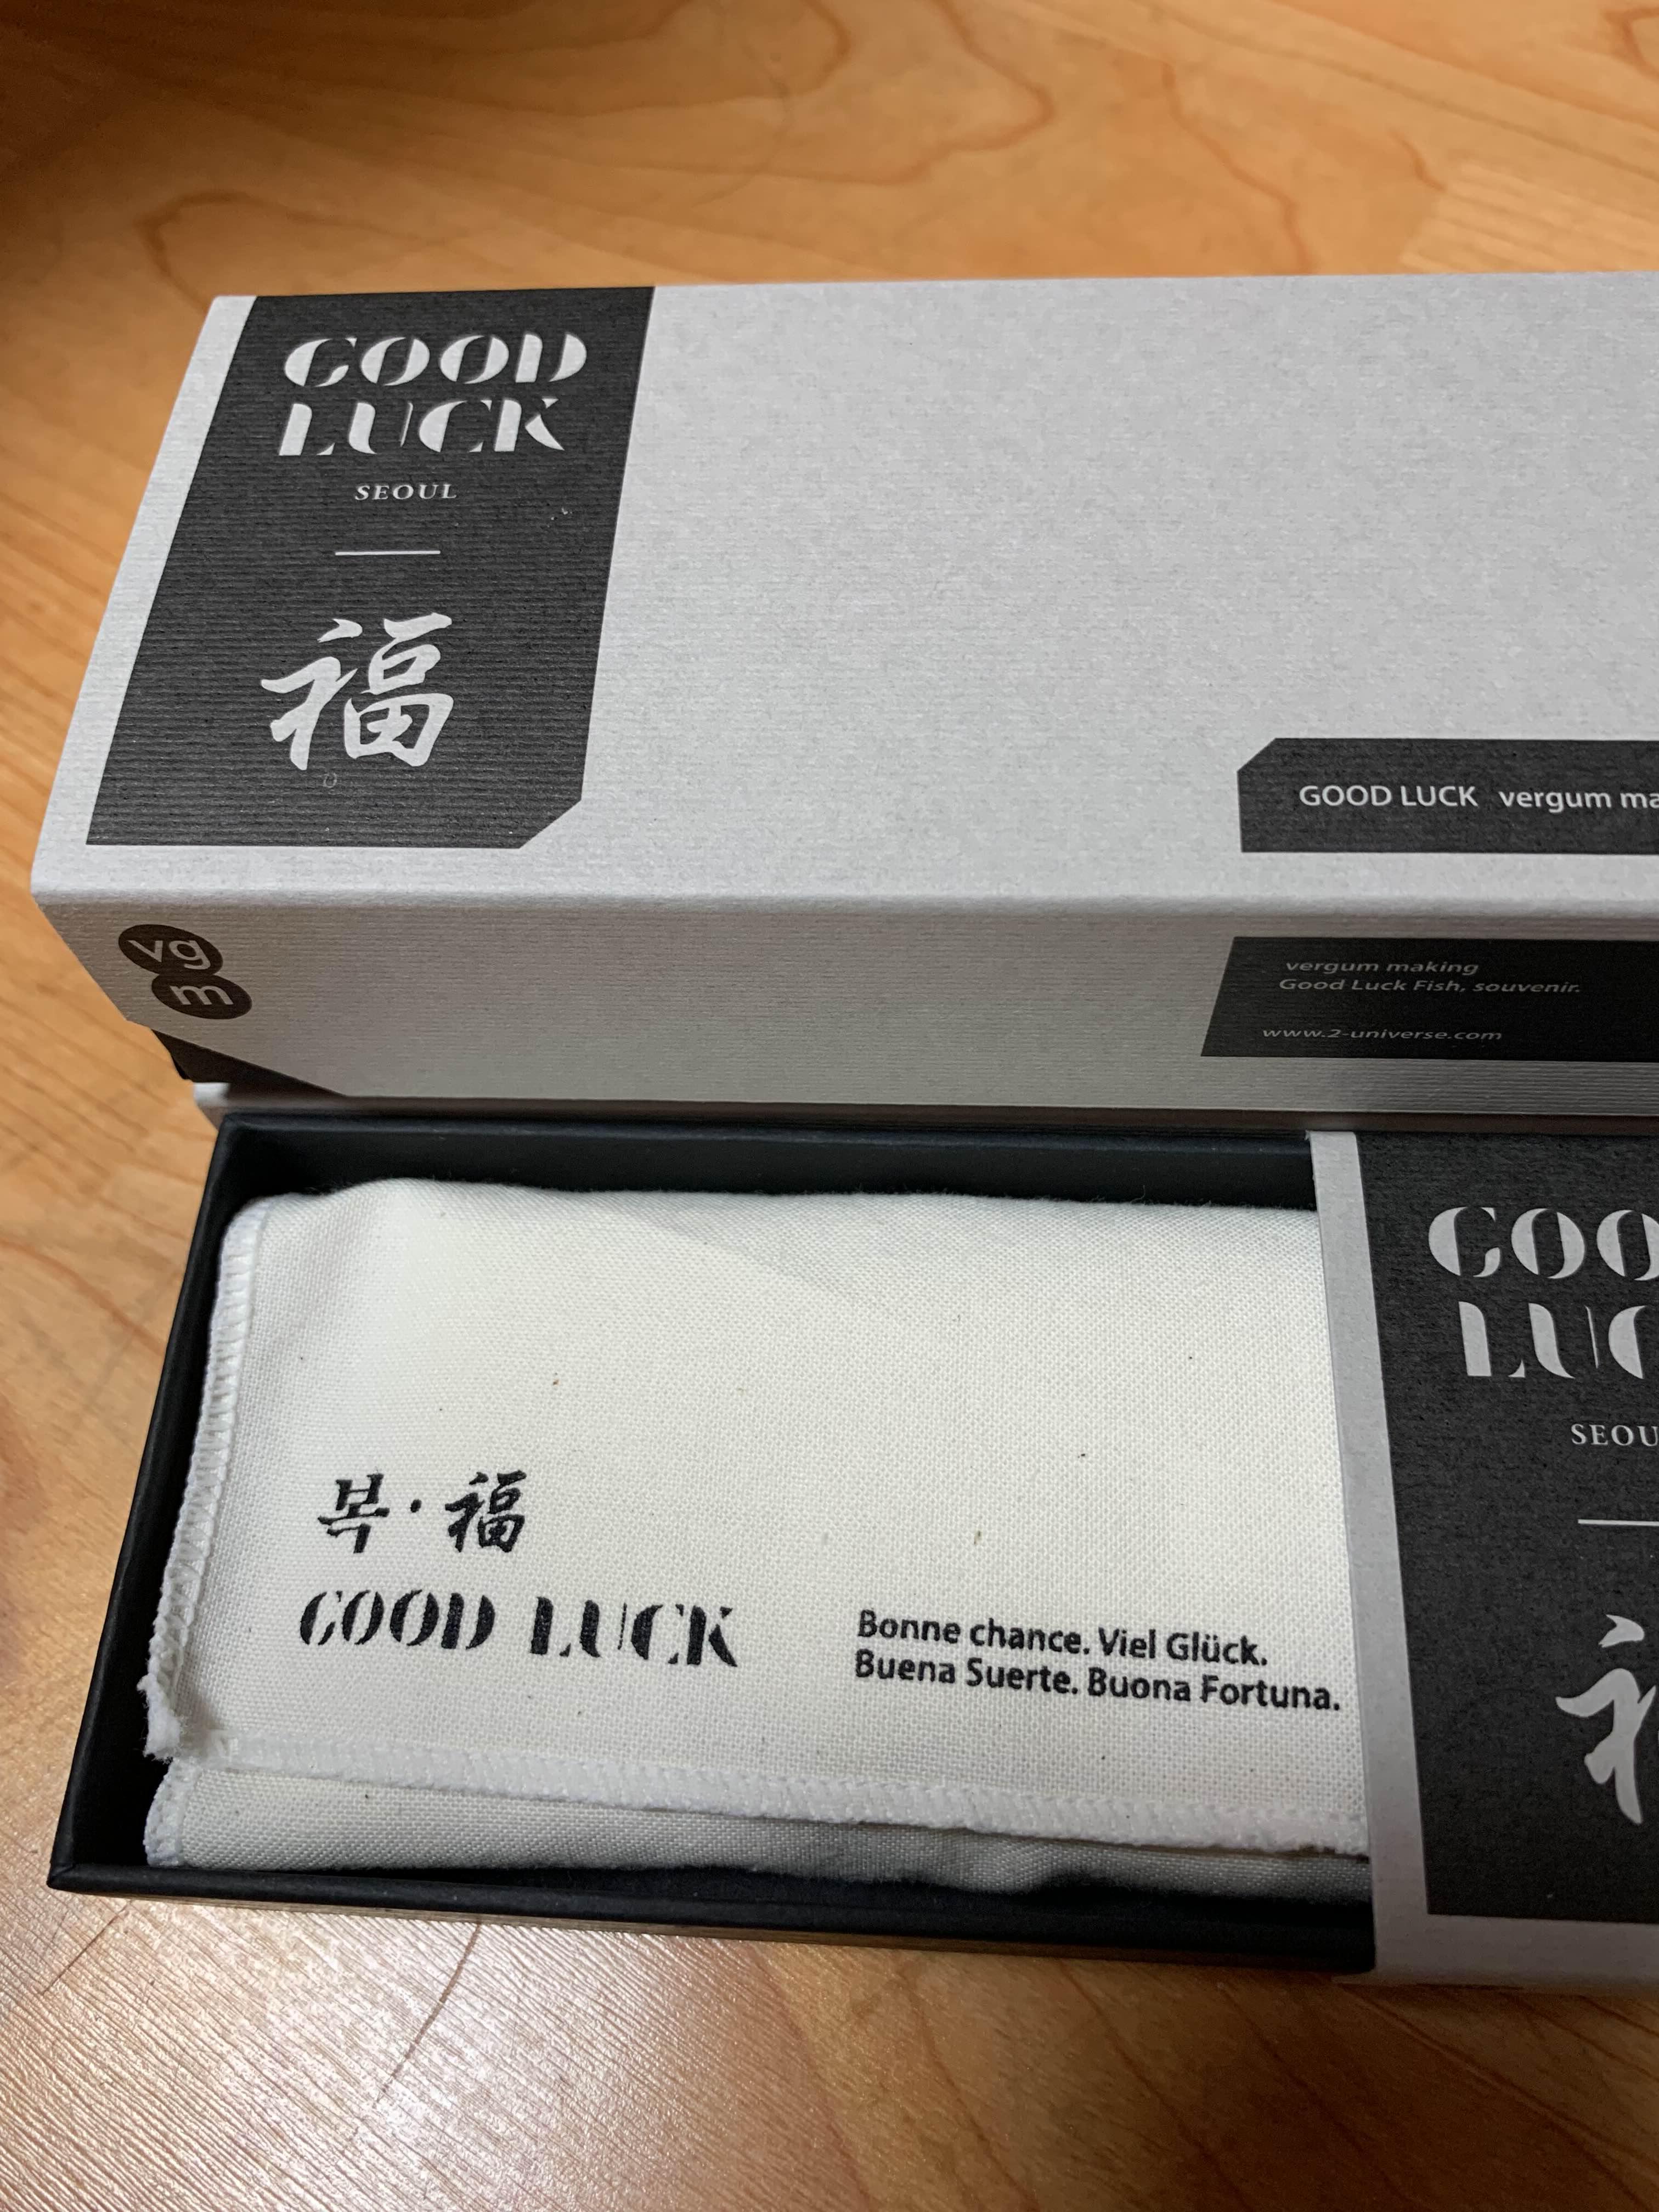 GOOD
LUCK
SEOUL
福
GOOD LUCK vergum
vg
m
vergum making
Good Luck Fish, souvenir.
www.2-universe.com
복·福
GOOD LUCK
Bonne chance. Viel Glück.
Buena Suerte. Buona Fortuna.